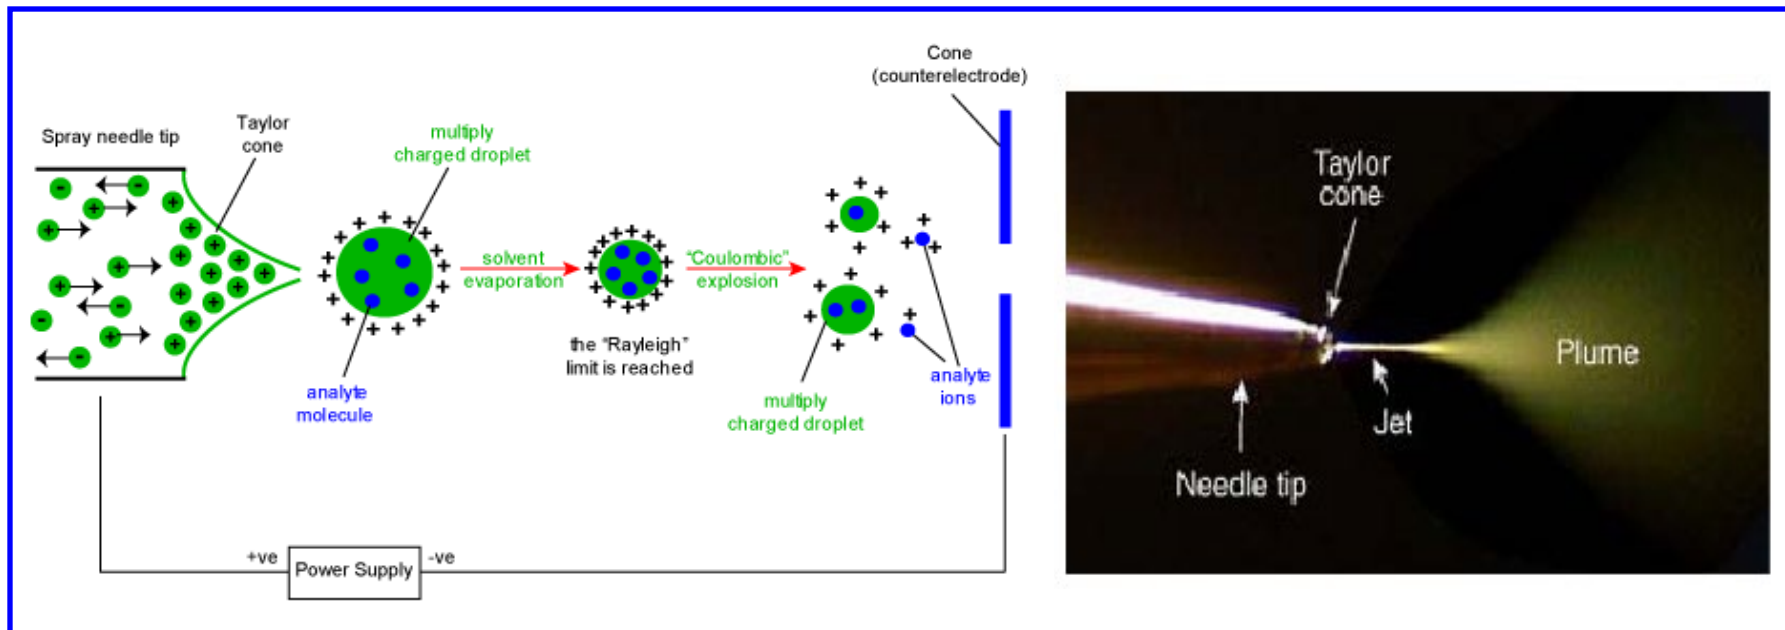 Spray needle tip
Taylor
cone
multiply
charged droplet
analyte
molecule
solvent
evaporation
the “Rayleigh”
limit is reached
“Coulombic”
explosion
multiply
charged droplet
analyte
ions
Cone
(counterelectrode)
+ve
Power Supply
-ve
Taylor
cone
Plume
Jet
Needle tip